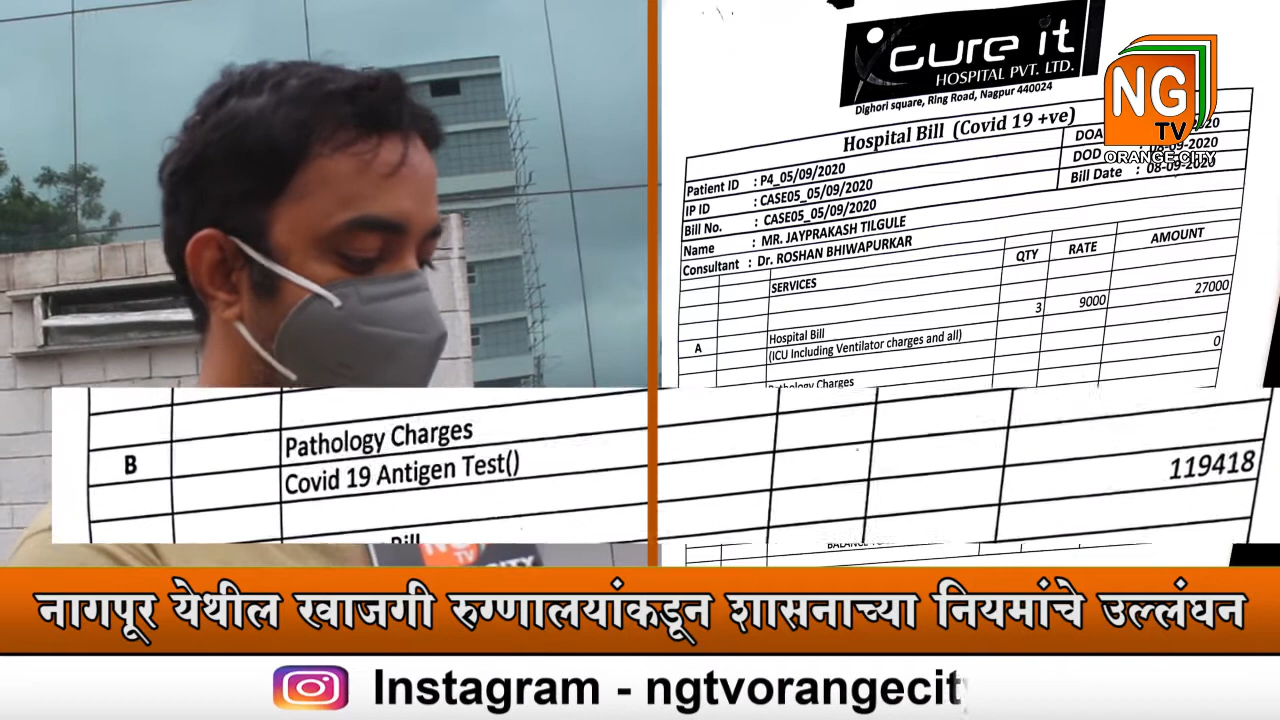 cure it
HOSPITAL PVT. LTD.
Dighori square, Ring Road, Nagpur 440024
NG
TV
ORANGE CITY
Hospital Bill (Covid 19 +ve)
Patient ID : P4_05/09/2020
DOA
IP ID : CASE05_05/09/2020
DOD
Bill No. : CASE05_05/09/2020
Bill Date : 08-09-2020
Name : MR. JAYPRAKASH TILGULE
Consultant : Dr. ROSHAN BHIWAPURKAR
SERVICES QTY RATE AMOUNT
A Hospital Bill 3 9000 27000
(ICU Including Ventilator charges and all) 0
Pathology Charges
B Pathology Charges
Covid 19 Antigen Test() 119418
Bill
NG
TV
नागपूर येथील खाजगी रुग्णालयांकडून शासनाच्या नियमांचे उल्लंघन
Instagram - ngtvorangecity